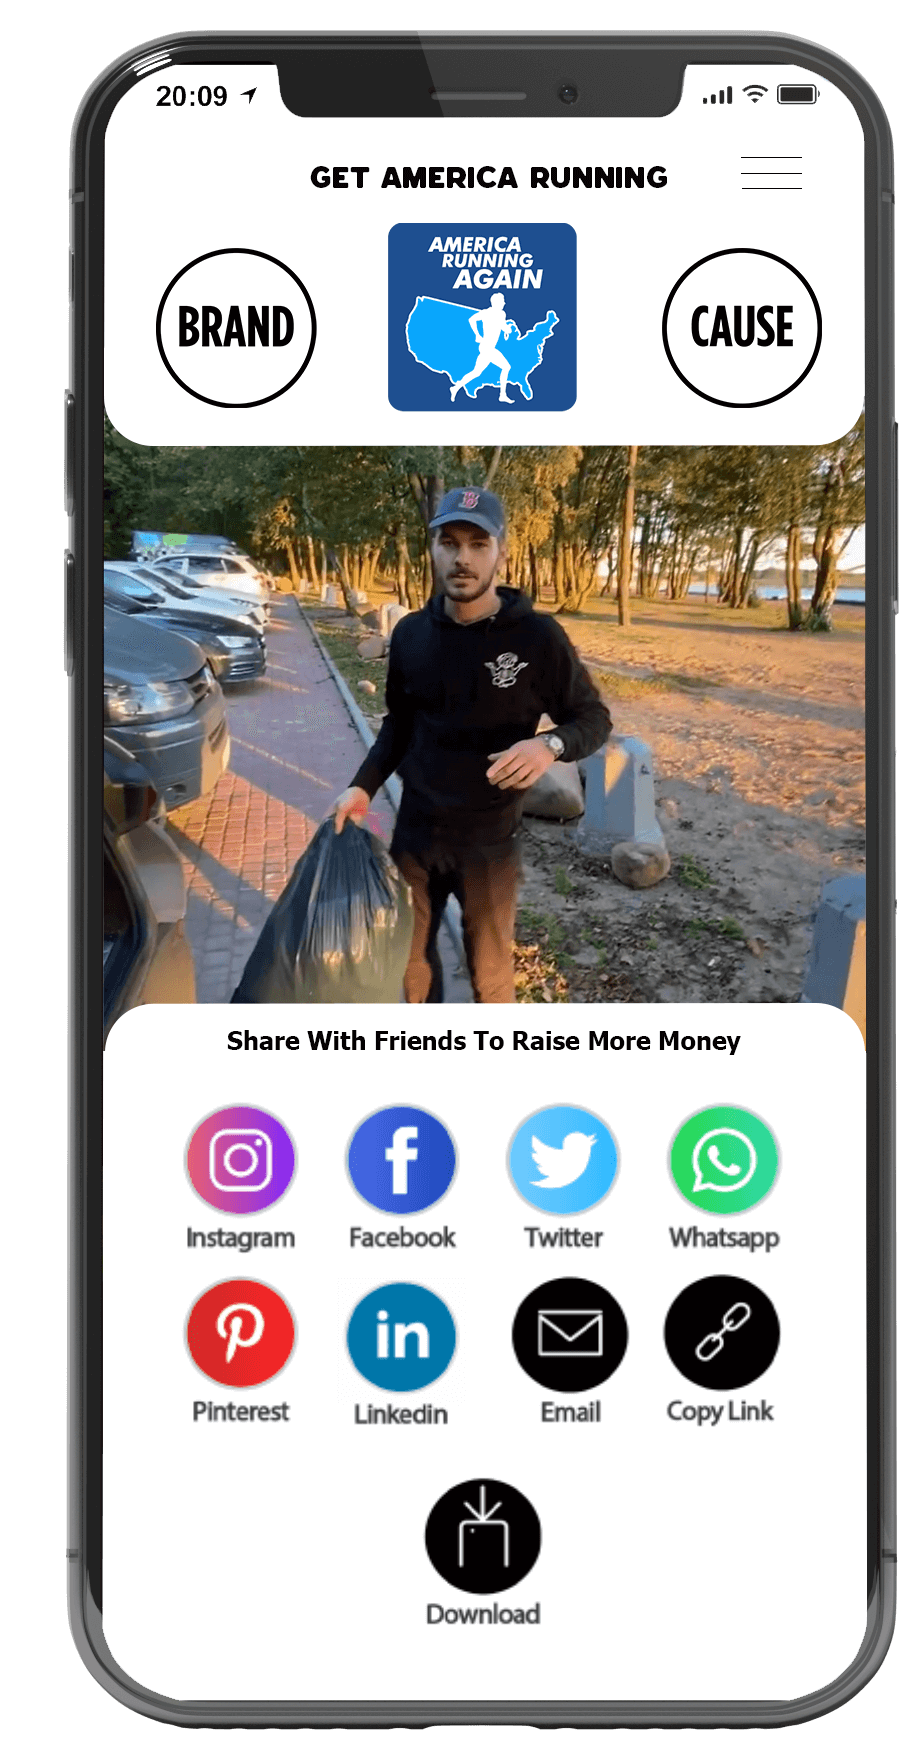 20:09
GET AMERICA RUNNING
BRAND
AMERICA
RUNNING
AGAIN
CAUSE
B
Share With Friends To Raise More Money
Instagram
Facebook
Twitter
Whatsapp
Pinterest
in
Linkedin
Email
Copy Link
Download